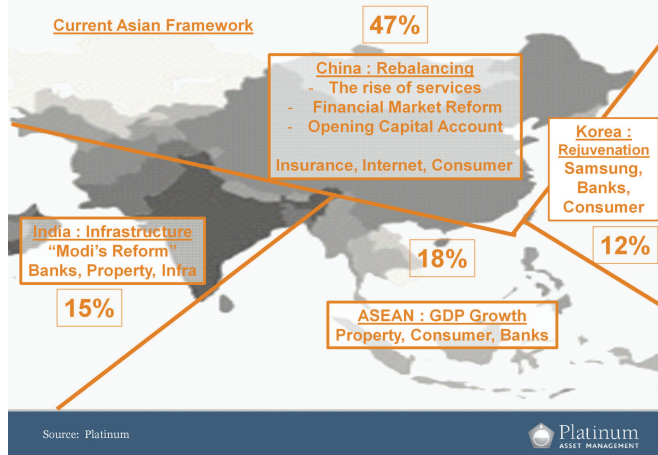 Current Asian Framework
47%
China : Rebalancing
- The rise of services
- Financial Market Reform
- Opening Capital Account
Insurance, Internet, Consumer
Korea :
Rejuvenation
Samsung,
Banks,
Consumer
12%
India : Infrastructure
“Modi’s Reform”
Banks, Property, Infra
15%
18%
ASEAN : GDP Growth
Property, Consumer, Banks
Source: Platinum
Platinum
ASSET MANAGEMENT